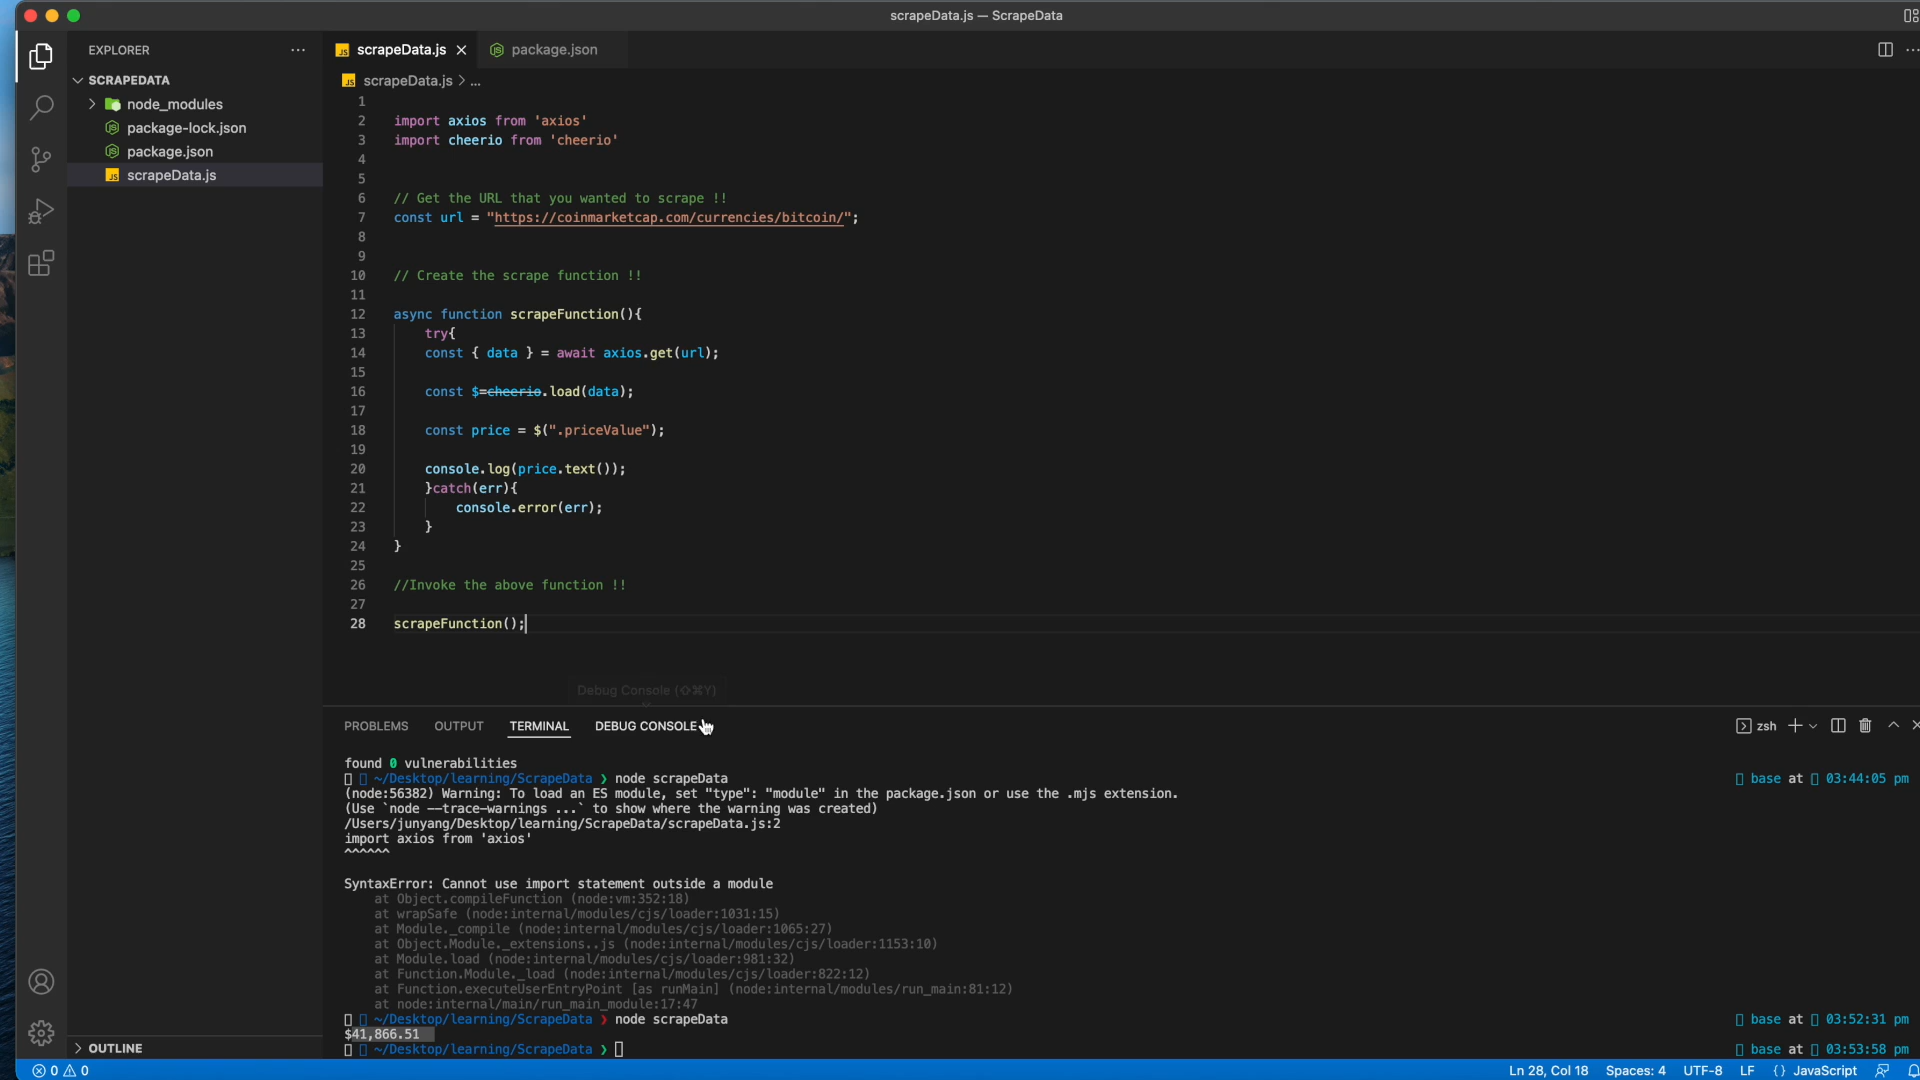 scrapeData.js — ScrapeData
EXPLORER
scrapeData.js
package.json
SCRAPEDATA
scrapeData.js > ...
node_modules
package-lock.json
package.json
scrapeData.js
1
2 import axios from 'axios'
3 import cheerio from 'cheerio'
4
5
6 // Get the URL that you wanted to scrape !!
7 const url = "https://coinmarketcap.com/currencies/bitcoin/";
8
9
10 // Create the scrape function !!
11
12 async function scrapeFunction(){
13 try{
14 const { data } = await axios.get(url);
15
16 const $=cheerio.load(data);
17
18 const price = $(".priceValue");
19
20 console.log(price.text());
21 }catch(err){
22 console.error(err);
23 }
24 }
25
26 //Invoke the above function !!
27
28 scrapeFunction();
Debug Console (⇧⌘Y)
PROBLEMS OUTPUT TERMINAL DEBUG CONSOLE zsh
found 0 vulnerabilities
~/Desktop/learning/ScrapeData ❯ node scrapeData base at 03:44:05 pm
(node:56382) Warning: To load an ES module, set "type": "module" in the package.json or use the .mjs extension.
(Use `node --trace-warnings ...` to show where the warning was created)
/Users/junyang/Desktop/learning/ScrapeData/scrapeData.js:2
import axios from 'axios'
^^^^^^
SyntaxError: Cannot use import statement outside a module
at Object.compileFunction (node:vm:352:18)
at wrapSafe (node:internal/modules/cjs/loader:1031:15)
at Module._compile (node:internal/modules/cjs/loader:1065:27)
at Object.Module._extensions..js (node:internal/modules/cjs/loader:1153:10)
at Module.load (node:internal/modules/cjs/loader:981:32)
at Function.Module._load (node:internal/modules/cjs/loader:822:12)
at Function.executeUserEntryPoint [as runMain] (node:internal/modules/run_main:81:12)
at node:internal/main/run_main_module:17:47
~/Desktop/learning/ScrapeData ❯ node scrapeData base at 03:52:31 pm
$41,866.51
~/Desktop/learning/ScrapeData ❯ base at 03:53:58 pm
OUTLINE
0 0 Ln 28, Col 18 Spaces: 4 UTF-8 LF {} JavaScript